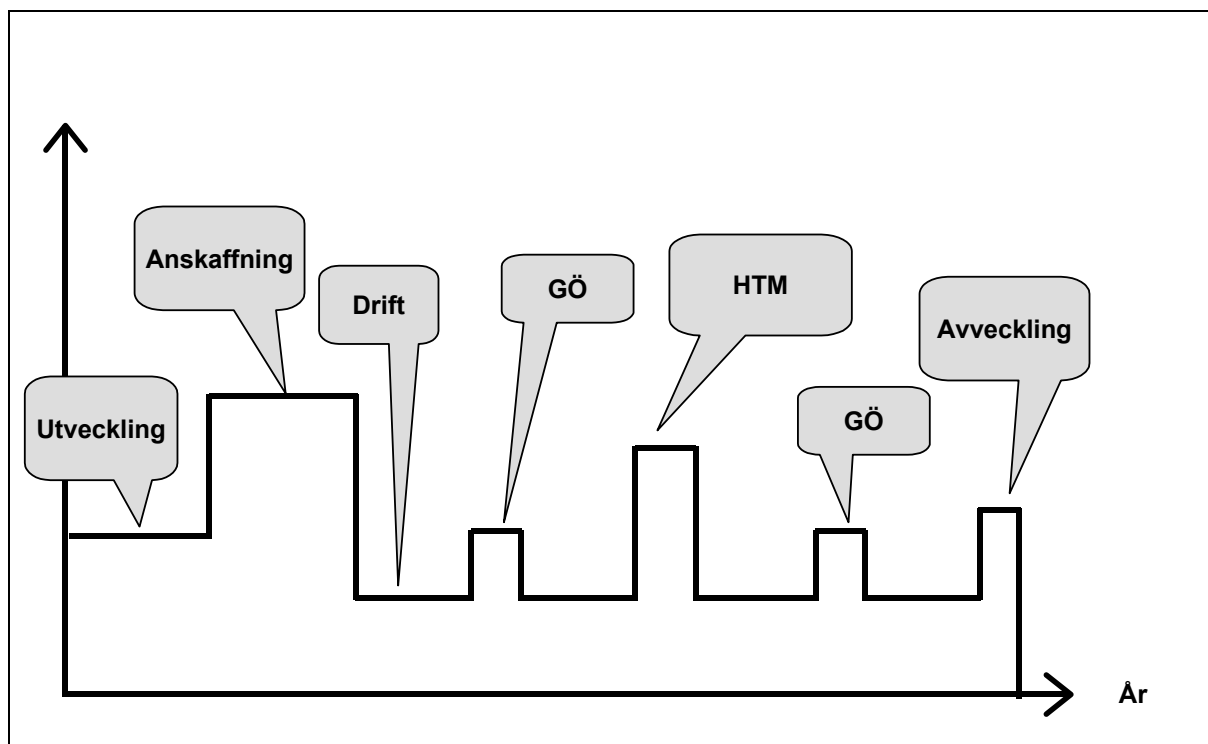 Anskaffning
Drift
GÖ
HTM
Avveckling
Utveckling
GÖ
År